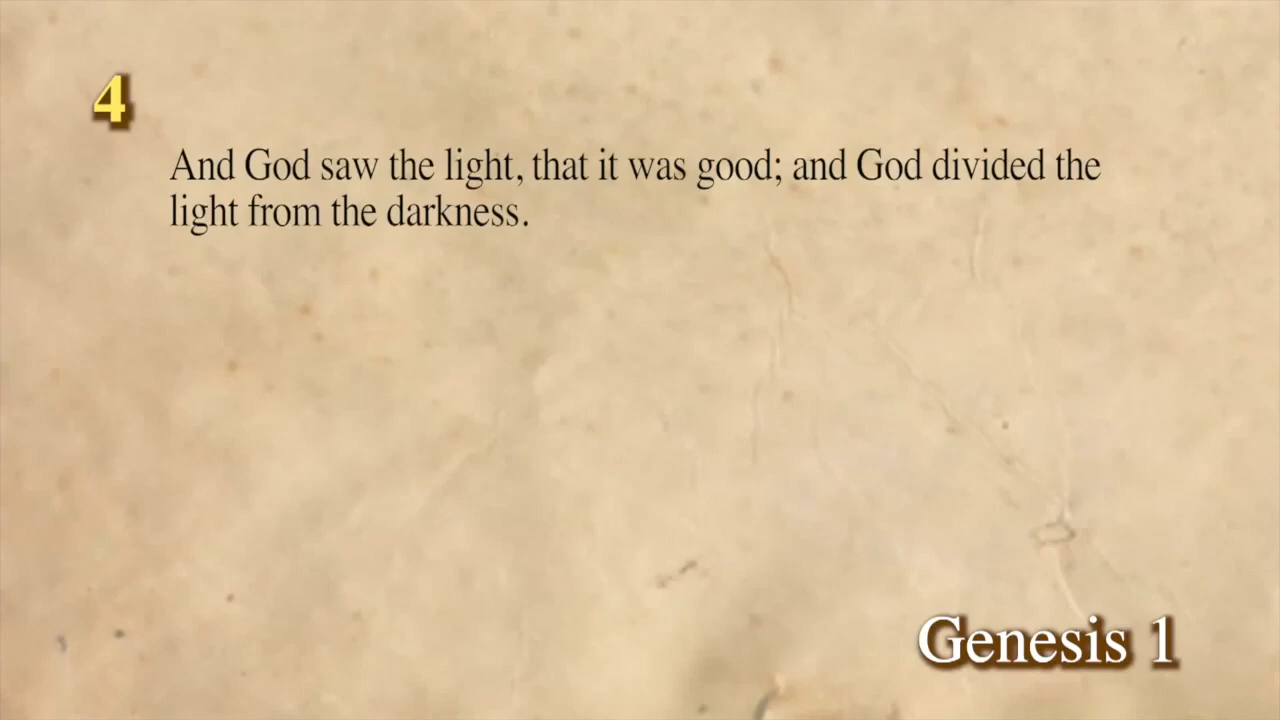 4
And God saw the light, that it was good; and God divided the
light from the darkness.
Genesis 1